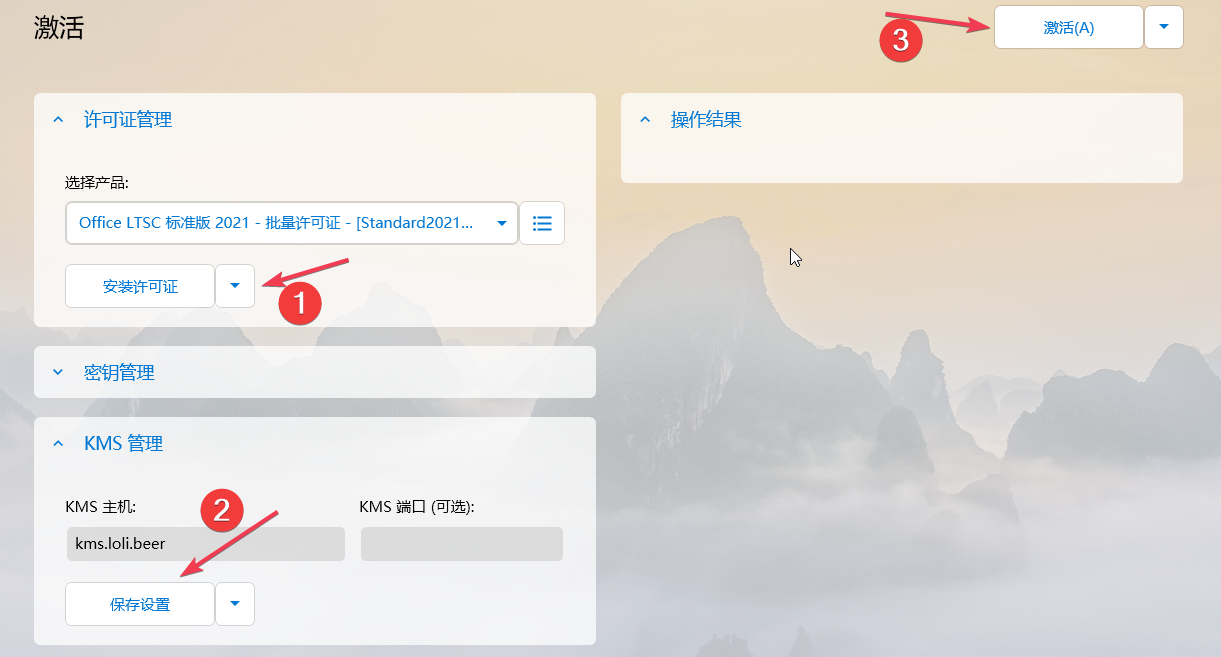 激活
3
激活(A)
许可证管理
操作结果
选择产品:
Office LTSC 标准版 2021 - 批量许可证 - [Standard2021...
安装许可证
1
密钥管理
KMS 管理
KMS 主机:
2
KMS 端口 (可选):
kms.loli.beer
保存设置